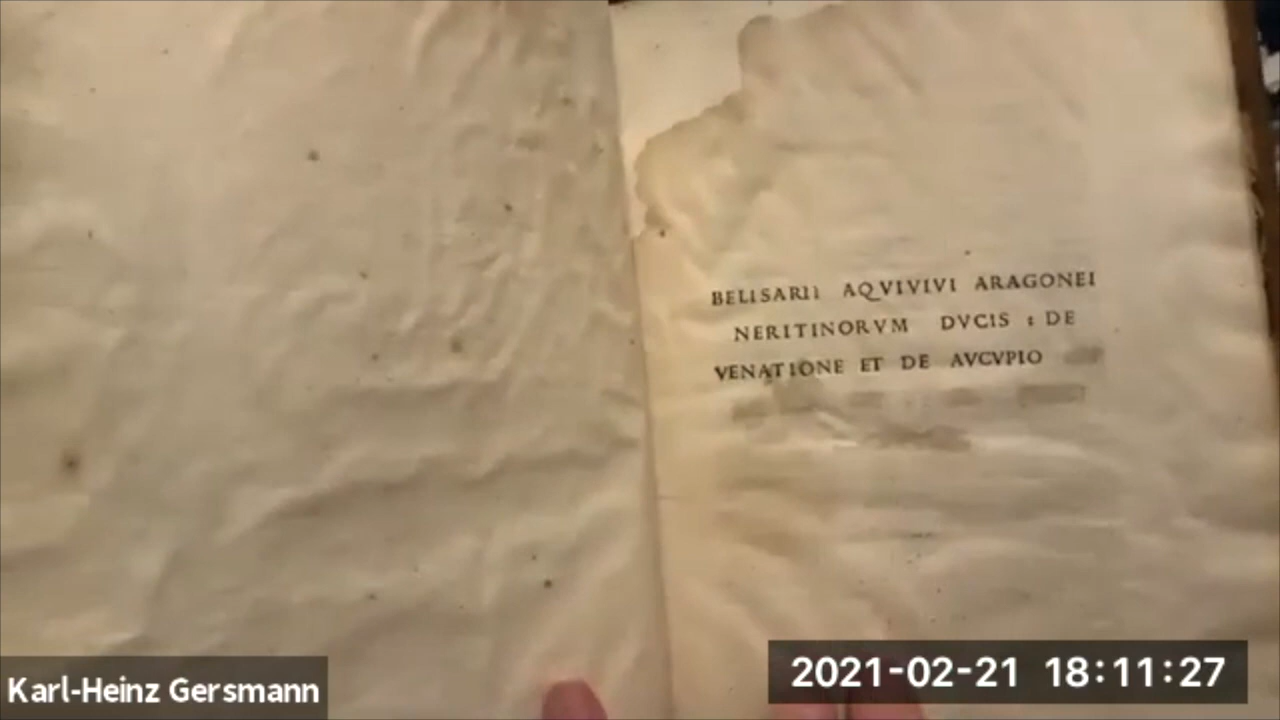 BELISARII AQVIVIVI ARAGONEI
NERITINORVM DVCIS : DE
VENATIONE ET DE AVCVPIO
Karl-Heinz Gersmann
2021-02-21 18:11:27